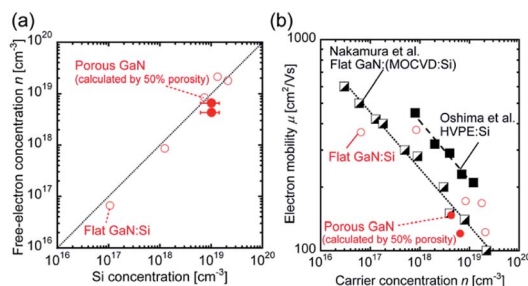 (a)
Free-electron concentration n [cm⁻³]
10²⁰
10¹⁹
10¹⁸
10¹⁷
10¹⁶
Porous GaN
(calculated by 50% porosity)
Flat GaN:Si
10¹⁶ 10¹⁷ 10¹⁸ 10¹⁹ 10²⁰
Si concentration [cm⁻³]
(b)
Electron mobility μ [cm²/Vs]
1000
100
Nakamura et al.
Flat GaN:(MOCVD:Si)
Oshima et al.
HVPE:Si
Flat GaN:Si
Porous GaN
(calculated by 50% porosity)
10¹⁶ 10¹⁷ 10¹⁸ 10¹⁹ 10²⁰
Carrier concentration n [cm⁻³]